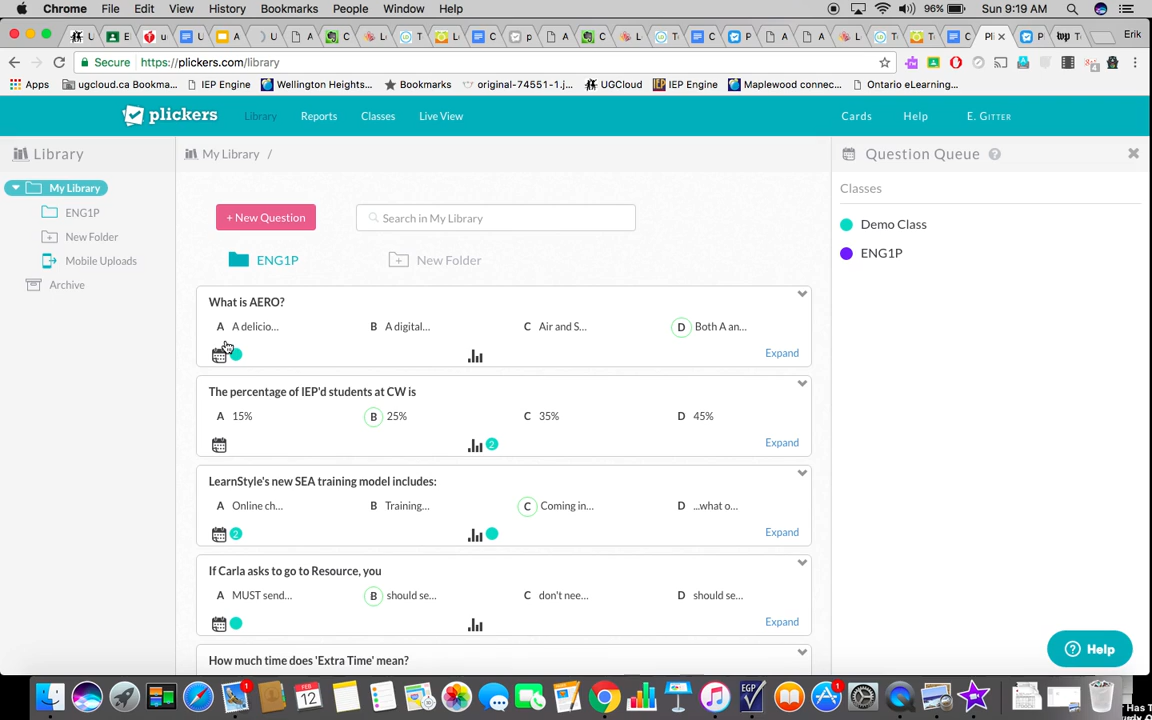 Chrome File Edit View History Bookmarks People Window Help 96% Sun 9:19 AM
Erik
Secure https://plickers.com/library
Apps ugcloud.ca Bookma... IEP Engine Wellington Heights... Bookmarks original-74551-1.j... UGCloud IEP Engine Maplewood connec... Ontario eLearning...
plickers Library Reports Classes Live View Cards Help E. GITTER
Library
My Library /
Question Queue ?
My Library
Classes
ENG1P
+ New Question
Search in My Library
Demo Class
New Folder
ENG1P
Mobile Uploads
ENG1P
New Folder
Archive
What is AERO?
A A delicio... B A digital... C Air and S... D Both A an...
Expand
The percentage of IEP'd students at CW is
A 15% B 25% C 35% D 45%
2
Expand
LearnStyle's new SEA training model includes:
A Online ch... B Training... C Coming in... D ...what o...
2
Expand
If Carla asks to go to Resource, you
A MUST send... B should se... C don't nee... D should se...
Expand
How much time does 'Extra Time' mean?
Help